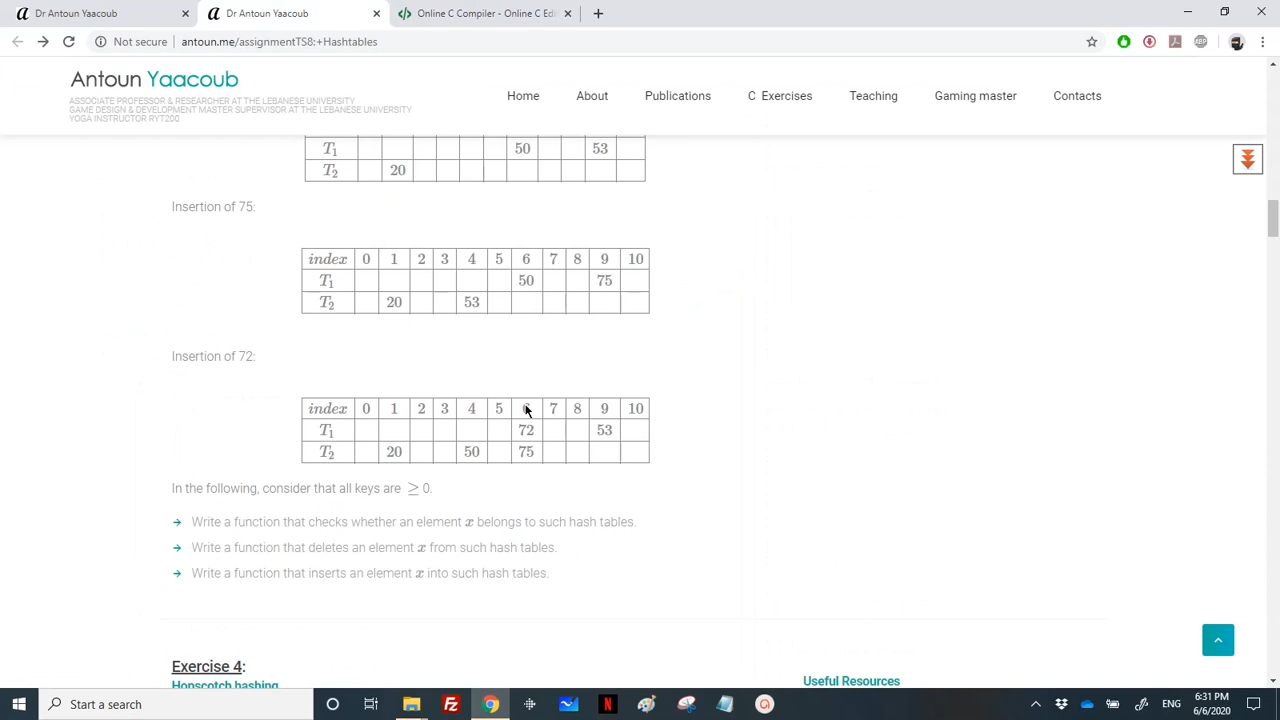 Dr Antoun Yaacoub
Dr Antoun Yaacoub
Online C Compiler - Online C Edi
Not secure | antoun.me/assignmentTS8:+Hashtables
Antoun Yaacoub
ASSOCIATE PROFESSOR & RESEARCHER AT THE LEBANESE UNIVERSITY
GAME DESIGN & DEVELOPMENT MASTER SUPERVISOR AT THE LEBANESE UNIVERSITY
YOGA INSTRUCTOR RYT200
Home About Publications C Exercises Teaching Gaming master Contacts
T1 50 53
T2 20
Insertion of 75:
index 0 1 2 3 4 5 6 7 8 9 10
T1 50 75
T2 20 53
Insertion of 72:
index 0 1 2 3 4 5 6 7 8 9 10
T1 72 53
T2 20 50 75
In the following, consider that all keys are ≥ 0.
Write a function that checks whether an element x belongs to such hash tables.
Write a function that deletes an element x from such hash tables.
Write a function that inserts an element x into such hash tables.
Exercise 4:
Hopscotch hashing
Useful Resources
Start a search
ENG
6:31 PM
6/6/2020